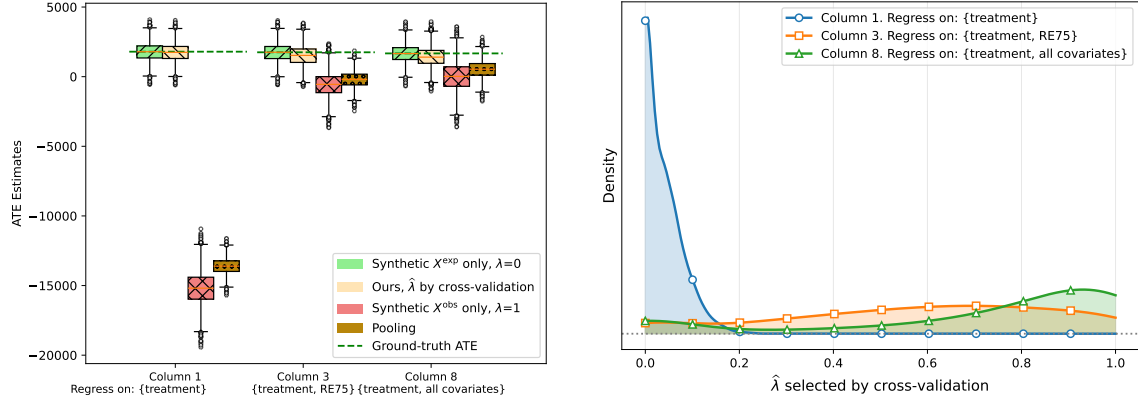 5000
0
−5000
−10000
−15000
−20000
ATE Estimates
Synthetic X^exp only, λ=0
Ours, λ̂ by cross-validation
Synthetic X^obs only, λ=1
Pooling
Ground-truth ATE
Column 1 Column 3 Column 8
Regress on: {treatment} {treatment, RE75} {treatment, all covariates}
Column 1. Regress on: {treatment}
Column 3. Regress on: {treatment, RE75}
Column 8. Regress on: {treatment, all covariates}
Density
0.0 0.2 0.4 0.6 0.8 1.0
λ̂ selected by cross-validation